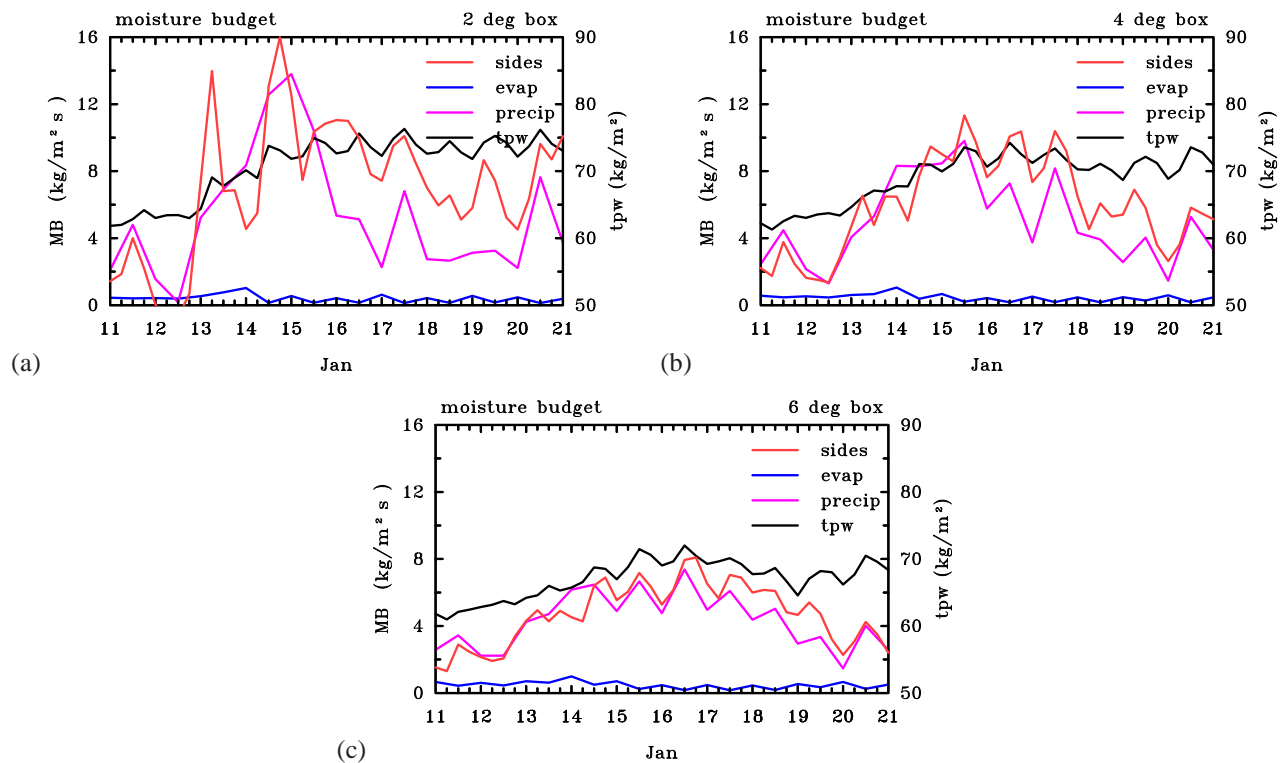 moisture budget 2 deg box
16 90
sides
evap
precip
tpw
12 80
8 70
4 60
0 50
MB (kg/m² s)
tpw (kg/m²)
11 12 13 14 15 16 17 18 19 20 21
Jan
(a)
moisture budget 4 deg box
16 90
sides
evap
precip
tpw
12 80
8 70
4 60
0 50
MB (kg/m² s)
tpw (kg/m²)
11 12 13 14 15 16 17 18 19 20 21
Jan
(b)
moisture budget 6 deg box
16 90
sides
evap
precip
tpw
12 80
8 70
4 60
0 50
MB (kg/m² s)
tpw (kg/m²)
11 12 13 14 15 16 17 18 19 20 21
Jan
(c)